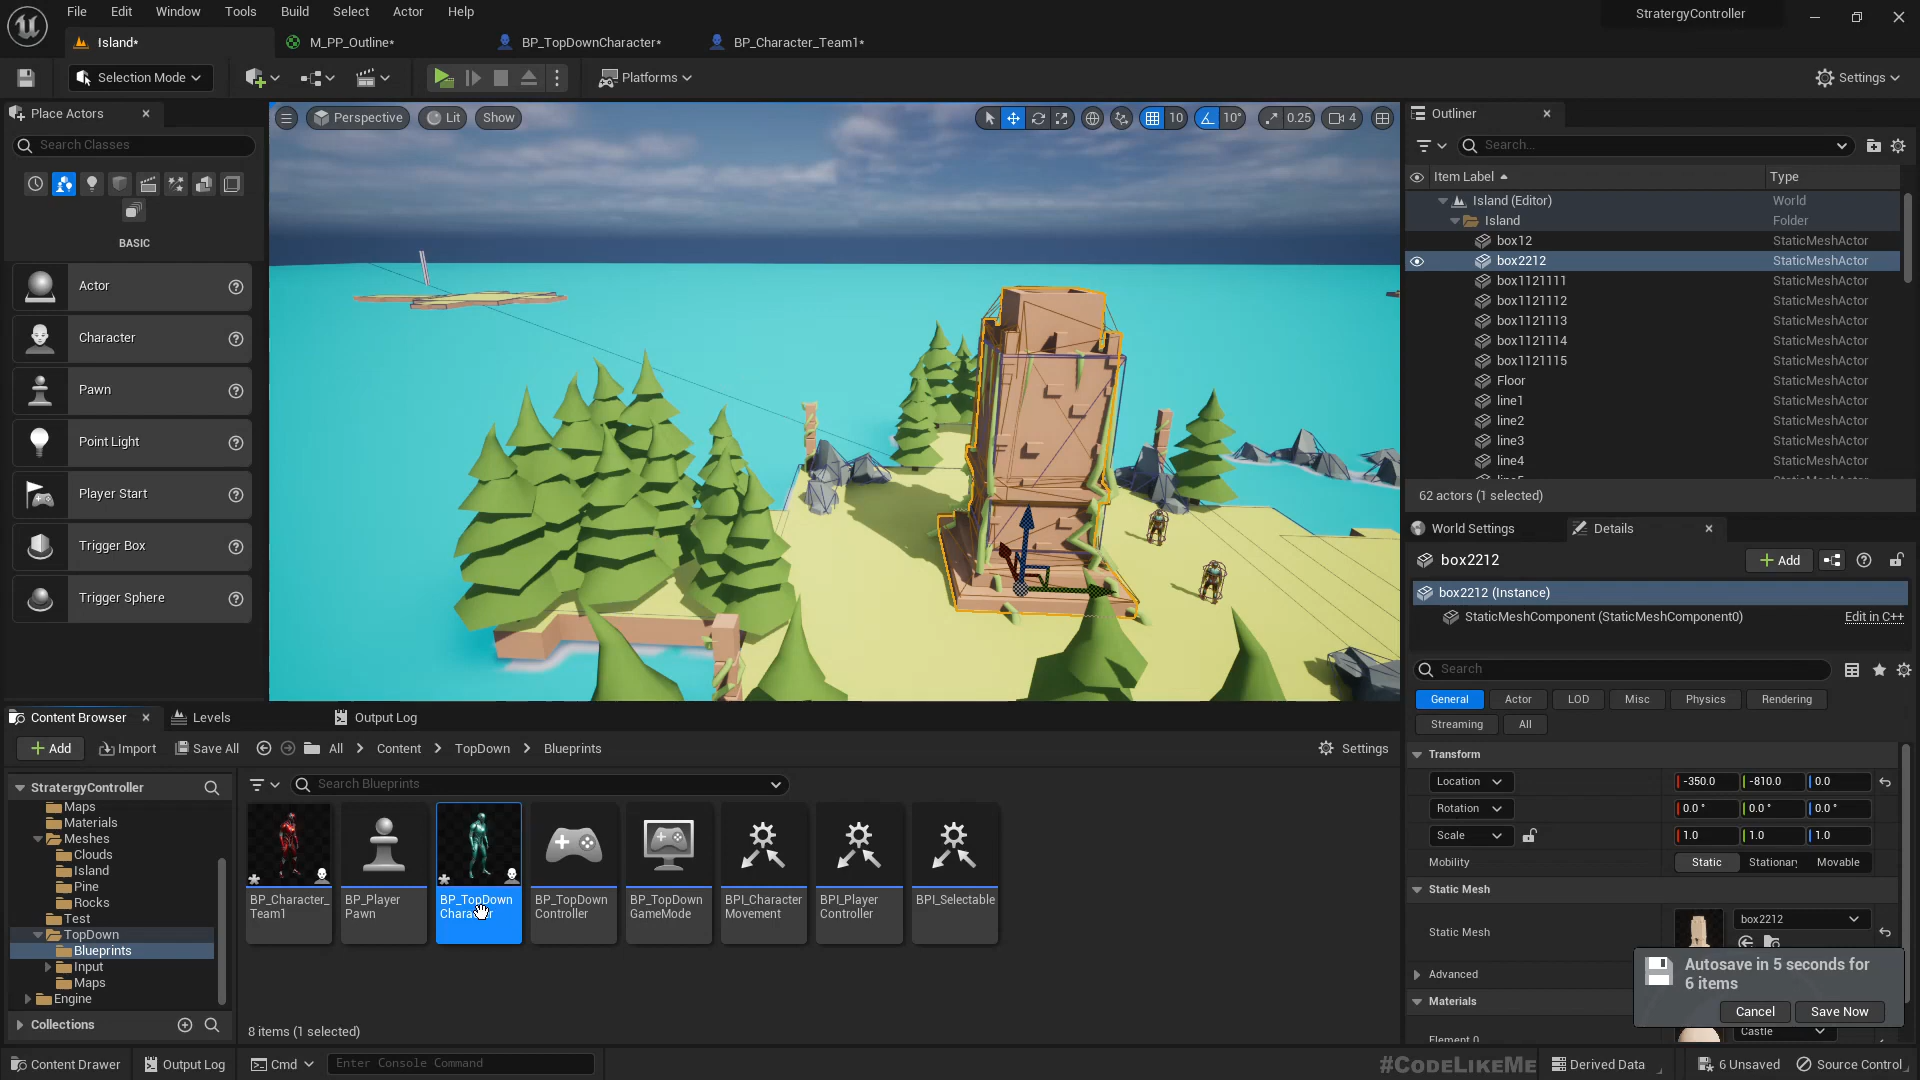 File Edit Window Tools Build Select Actor Help
StratergyController
Island*
M_PP_Outline*
BP_TopDownCharacter*
BP_Character_Team1*
Selection Mode
Platforms
Settings
Place Actors
Search Classes
BASIC
Actor
Character
Pawn
Point Light
Player Start
Trigger Box
Trigger Sphere
Perspective
Lit
Show
10
10°
0.25
4
Outliner
Search...
Item Label
Type
Island (Editor) World
Island Folder
box12 StaticMeshActor
box2212 StaticMeshActor
box1121111 StaticMeshActor
box1121112 StaticMeshActor
box1121113 StaticMeshActor
box1121114 StaticMeshActor
box1121115 StaticMeshActor
Floor StaticMeshActor
line1 StaticMeshActor
line2 StaticMeshActor
line3 StaticMeshActor
line4 StaticMeshActor
62 actors (1 selected)
World Settings
Details
box2212
Add
box2212 (Instance)
StaticMeshComponent (StaticMeshComponent0)
Edit in C++
Search
General Actor LOD Misc Physics Rendering
Streaming All
Transform
Location -350.0 -810.0 0.0
Rotation 0.0° 0.0° 0.0°
Scale 1.0 1.0 1.0
Mobility Static Stationary Movable
Static Mesh
Static Mesh
box2212
Advanced
Materials
Element 0
Castle
Autosave in 5 seconds for
6 items
Cancel
Save Now
Content Browser
Levels
Output Log
Add
Import
Save All
All
Content
TopDown
Blueprints
Settings
StratergyController
Maps
Materials
Meshes
Clouds
Island
Pine
Rocks
Test
TopDown
Blueprints
Input
Maps
Engine
Collections
Search Blueprints
BP_Character_
Team1
BP_Player
Pawn
BP_TopDown
Character
BP_TopDown
Controller
BP_TopDown
GameMode
BPI_Character
Movement
BPI_Player
Controller
BPI_Selectable
8 items (1 selected)
Content Drawer
Output Log
Cmd
Enter Console Command
#CODELIKEME
Derived Data
6 Unsaved
Source Control